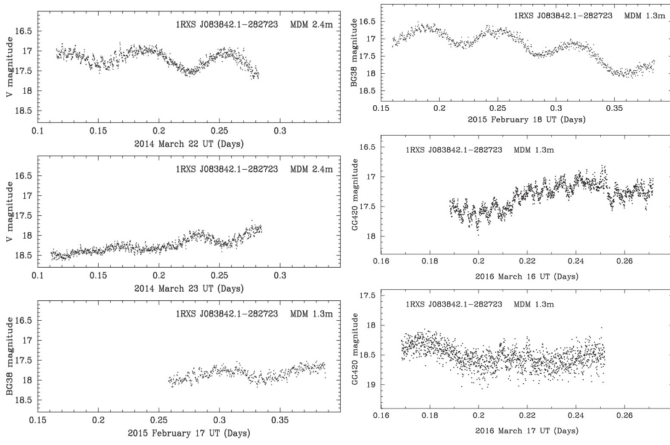 1RXS J083842.1−282723 MDM 2.4m
V magnitude
16.5
17
17.5
18
0.1 0.15 0.2 0.25 0.3
2014 March 22 UT (Days)
1RXS J083842.1−282723 MDM 2.4m
V magnitude
17.5
18
18.5
0.1 0.15 0.2 0.25 0.3
2014 March 23 UT (Days)
1RXS J083842.1−282723 MDM 1.3m
BG38 magnitude
17
17.5
18
18.5
0.15 0.2 0.25 0.3 0.35
2015 February 17 UT (Days)
1RXS J083842.1−282723 MDM 1.3m
BG38 magnitude
16.5
17
17.5
18
0.15 0.2 0.25 0.3 0.35
2015 February 18 UT (Days)
1RXS J083842.1−282723 MDM 1.3m
GG420 magnitude
16.5
17
17.5
18
0.18 0.2 0.22 0.24 0.26
2016 March 16 UT (Days)
1RXS J083842.1−282723 MDM 1.3m
GG420 magnitude
17.5
18
18.5
19
0.16 0.18 0.2 0.22 0.24 0.26
2016 March 17 UT (Days)